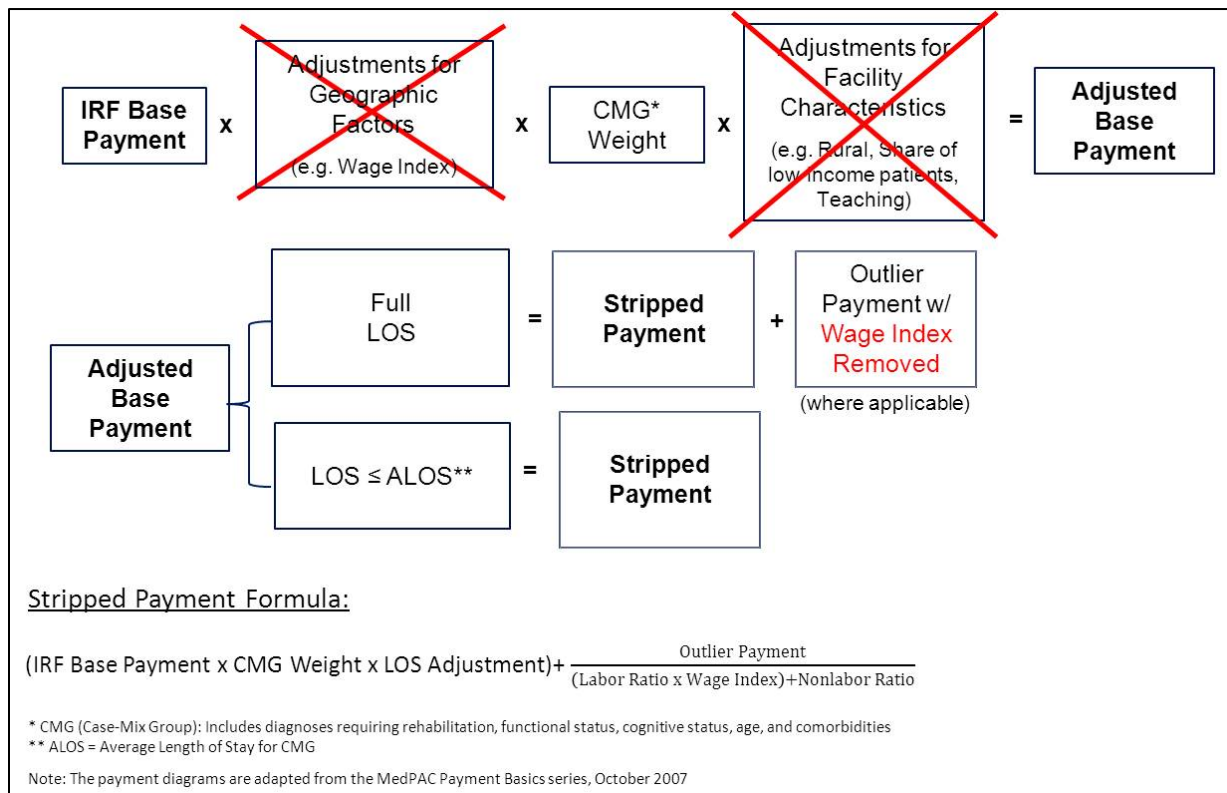 IRF Base
Payment
x
Adjustments for
Geographic
Factors
(e.g. Wage Index)
x
CMG*
Weight
x
Adjustments for
Facility
Characteristics
(e.g. Rural, Share of
low income patients,
Teaching)
=
Adjusted
Base
Payment
Adjusted
Base
Payment
Full
LOS
=
Stripped
Payment
+
Outlier
Payment w/
Wage Index
Removed
(where applicable)
LOS ≤ ALOS**
=
Stripped
Payment
Stripped Payment Formula:
(IRF Base Payment x CMG Weight x LOS Adjustment)+
Outlier Payment
(Labor Ratio x Wage Index)+Nonlabor Ratio
* CMG (Case-Mix Group): Includes diagnoses requiring rehabilitation, functional status, cognitive status, age, and comorbidities
** ALOS = Average Length of Stay for CMG
Note: The payment diagrams are adapted from the MedPAC Payment Basics series, October 2007